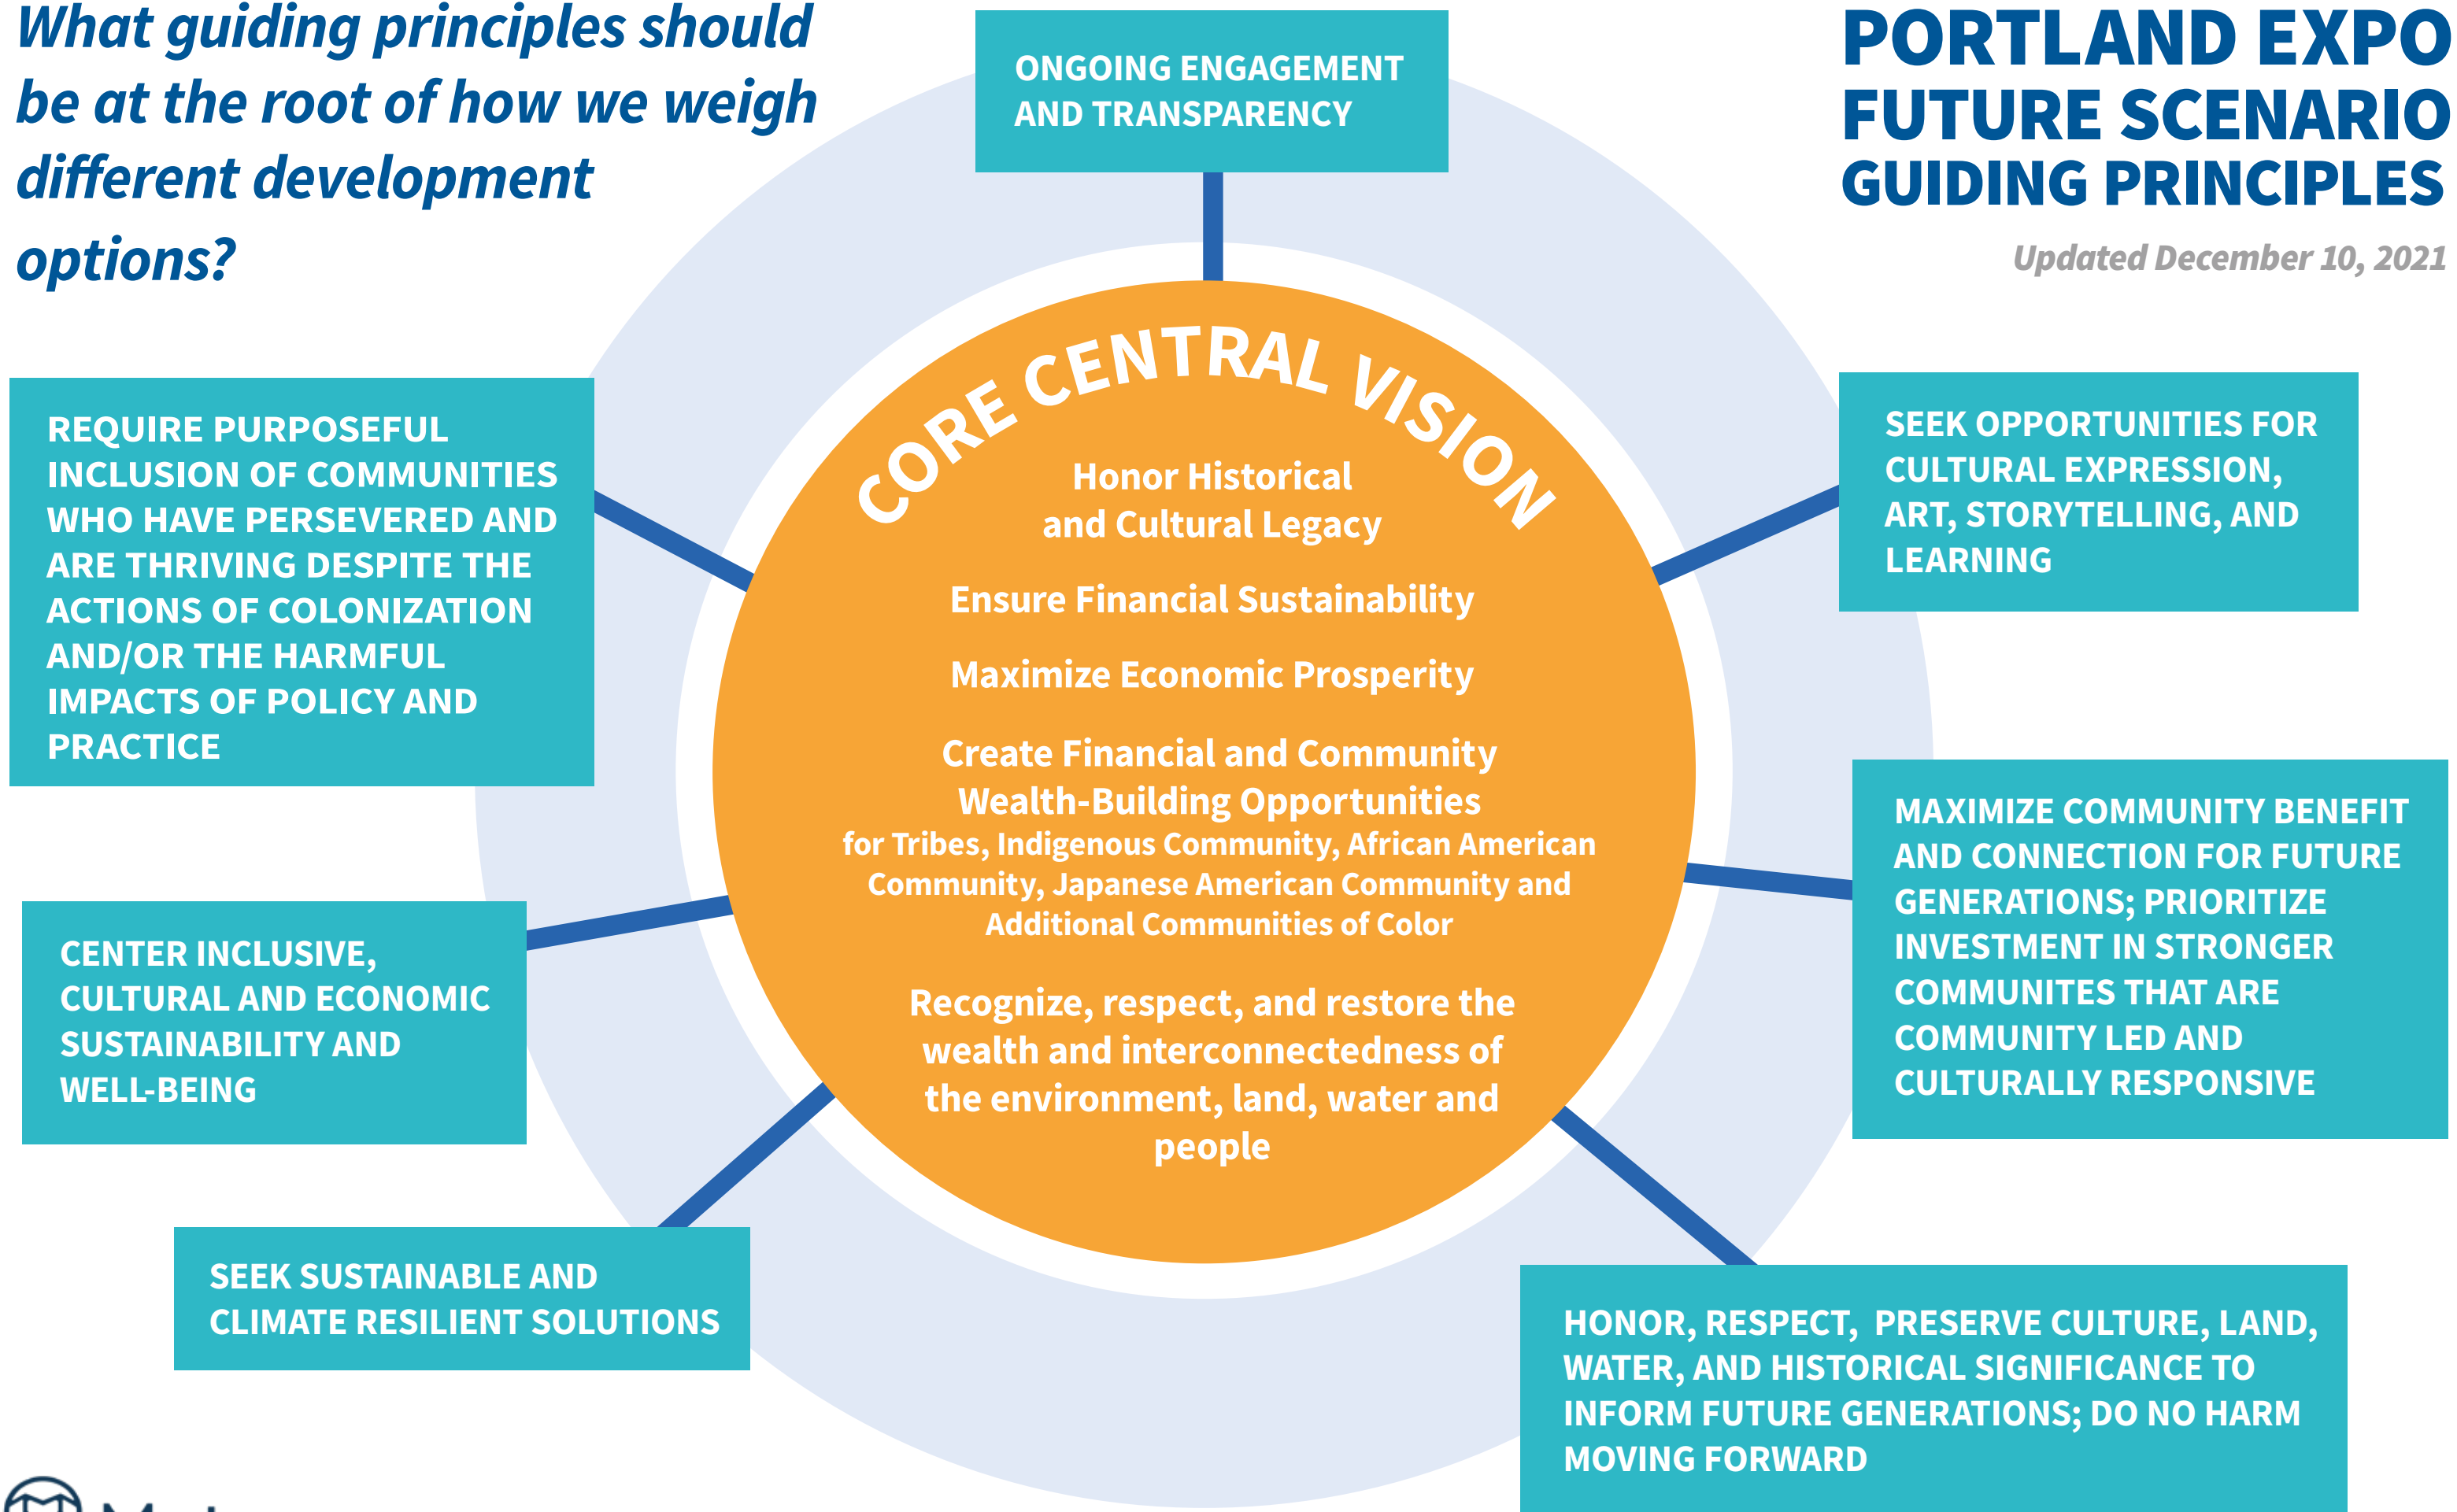 What guiding principles should
be at the root of how we weigh
different development
options?
PORTLAND EXPO
FUTURE SCENARIO
GUIDING PRINCIPLES
Updated December 10, 2021
ONGOING ENGAGEMENT
AND TRANSPARENCY
REQUIRE PURPOSEFUL
INCLUSION OF COMMUNITIES
WHO HAVE PERSEVERED AND
ARE THRIVING DESPITE THE
ACTIONS OF COLONIZATION
AND/OR THE HARMFUL
IMPACTS OF POLICY AND
PRACTICE
CENTER INCLUSIVE,
CULTURAL AND ECONOMIC
SUSTAINABILITY AND
WELL-BEING
SEEK SUSTAINABLE AND
CLIMATE RESILIENT SOLUTIONS
CORE CENTRAL VISION
Honor Historical
and Cultural Legacy
Ensure Financial Sustainability
Maximize Economic Prosperity
Create Financial and Community
Wealth-Building Opportunities
for Tribes, Indigenous Community, African American
Community, Japanese American Community and
Additional Communities of Color
Recognize, respect, and restore the
wealth and interconnectedness of
the environment, land, water and
people
SEEK OPPORTUNITIES FOR
CULTURAL EXPRESSION,
ART, STORYTELLING, AND
LEARNING
MAXIMIZE COMMUNITY BENEFIT
AND CONNECTION FOR FUTURE
GENERATIONS; PRIORITIZE
INVESTMENT IN STRONGER
COMMUNITES THAT ARE
COMMUNITY LED AND
CULTURALLY RESPONSIVE
HONOR, RESPECT,  PRESERVE CULTURE, LAND,
WATER, AND HISTORICAL SIGNIFICANCE TO
INFORM FUTURE GENERATIONS; DO NO HARM
MOVING FORWARD